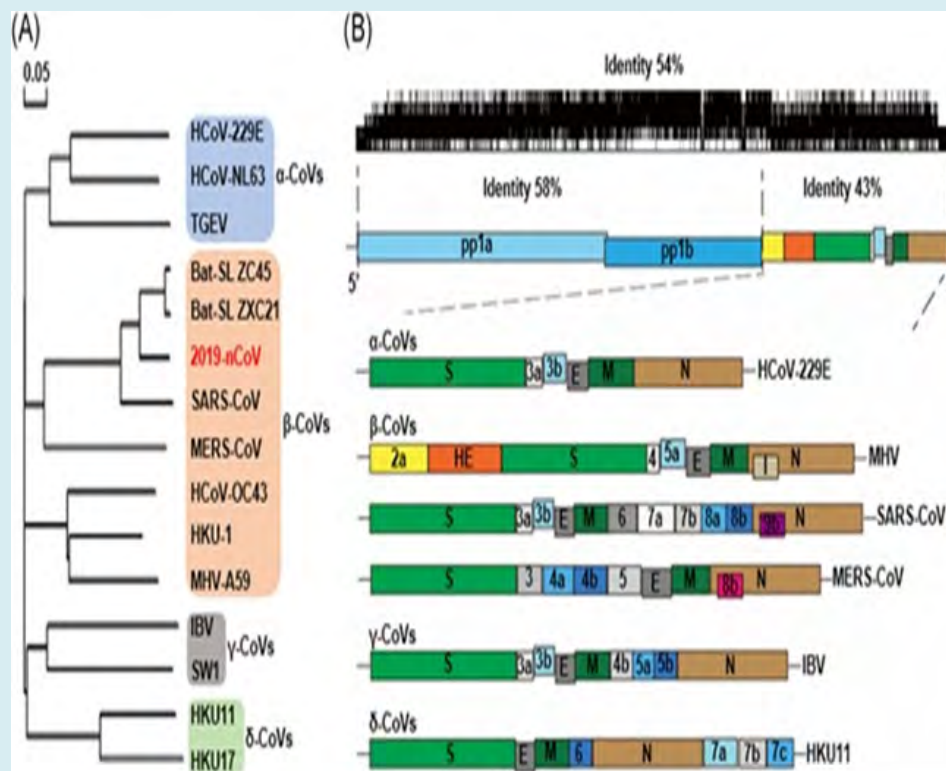 (A)
0.05
HCoV-229E
HCoV-NL63
α-CoVs
TGEV
Bat-SL ZC45
Bat-SL ZXC21
2019-nCoV
SARS-CoV
β-CoVs
MERS-CoV
HCoV-OC43
HKU-1
MHV-A59
IBV
γ-CoVs
SW1
HKU11
δ-CoVs
HKU17
(B)
Identity 54%
Identity 58% Identity 43%
pp1a pp1b
5'
α-CoVs
S 3a 3b E M N HCoV-229E
β-CoVs
2a HE S 4 5a E M I N MHV
S 3a 3b E M 6 7a 7b 8a 8b 9b N SARS-CoV
S 3 4a 4b 5 E M 8b N MERS-CoV
γ-CoVs
S 3a 3b E M 4b 5a 5b N IBV
δ-CoVs
S E M 6 N 7a 7b 7c HKU11